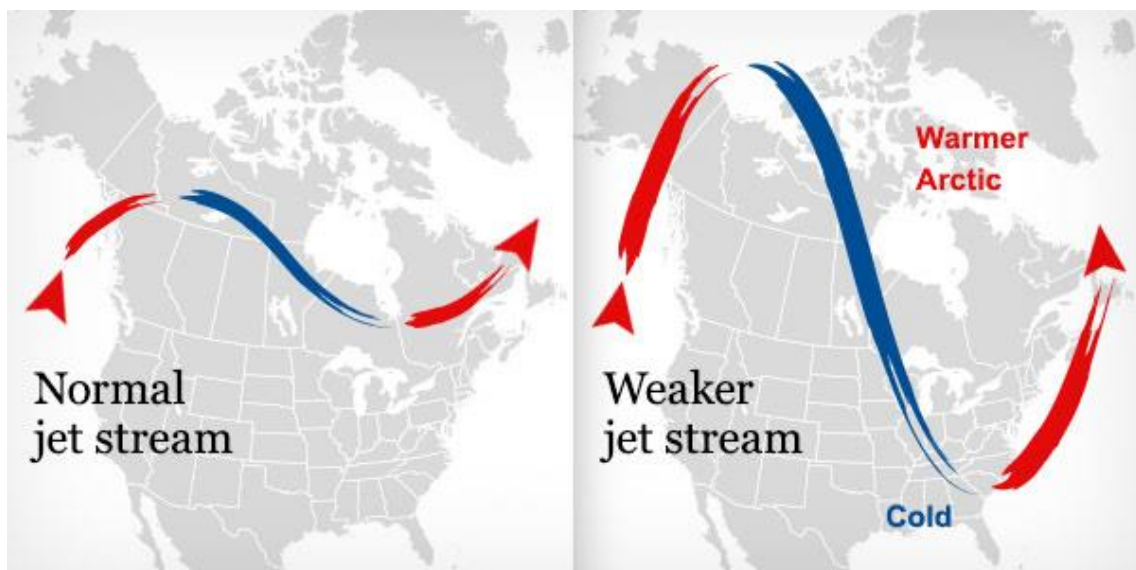 Normal
jet stream
Warmer
Arctic
Weaker
jet stream
Cold